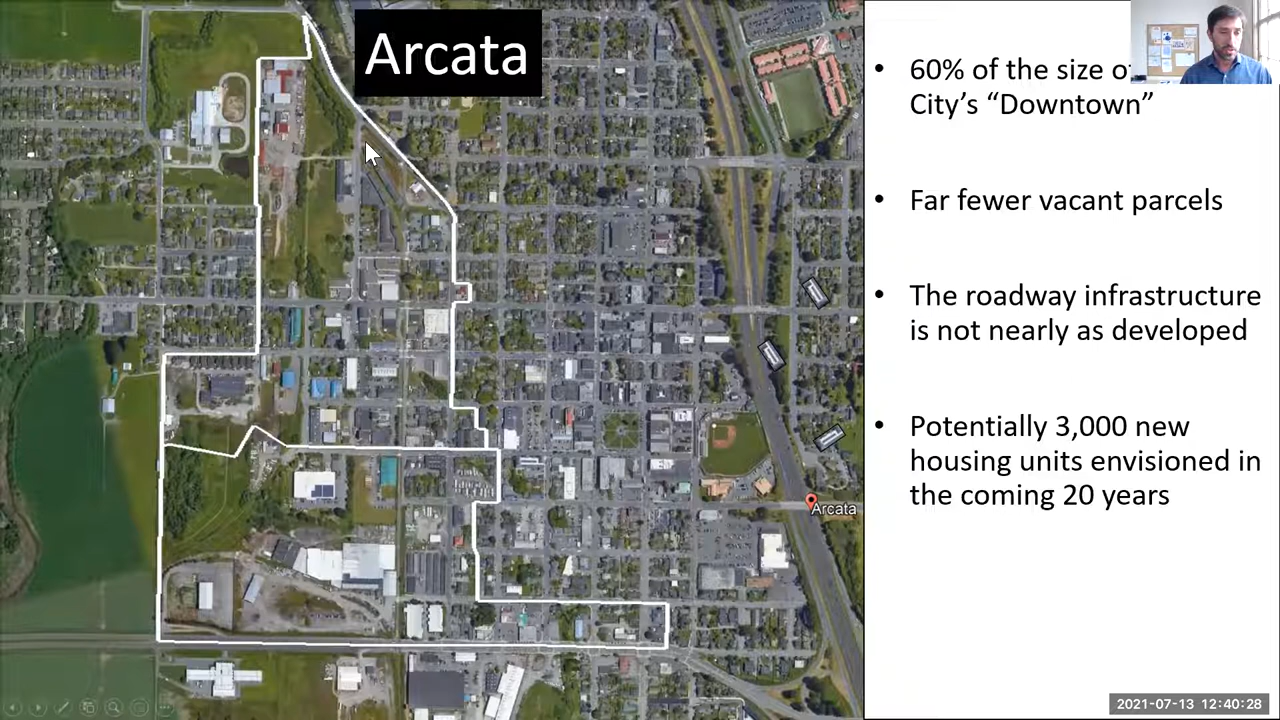 Arcata
• 60% of the size of
City's "Downtown"
• Far fewer vacant parcels
• The roadway infrastructure
is not nearly as developed
• Potentially 3,000 new
housing units envisioned in
the coming 20 years
Arcata
2021-07-13 12:40:28